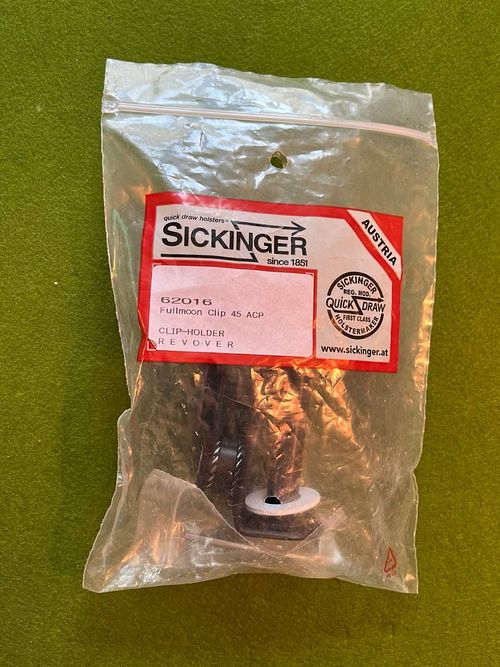 quick draw holsters®
SICKINGER
since 1851
AUSTRIA
62016
Fullmoon Clip 45 ACP
CLIP-HOLDER
REVOVER
SICKINGER
REG. MOD.
QUICK DRAW
FIRST CLASS
HOLSTERMAKER
www.sickinger.at